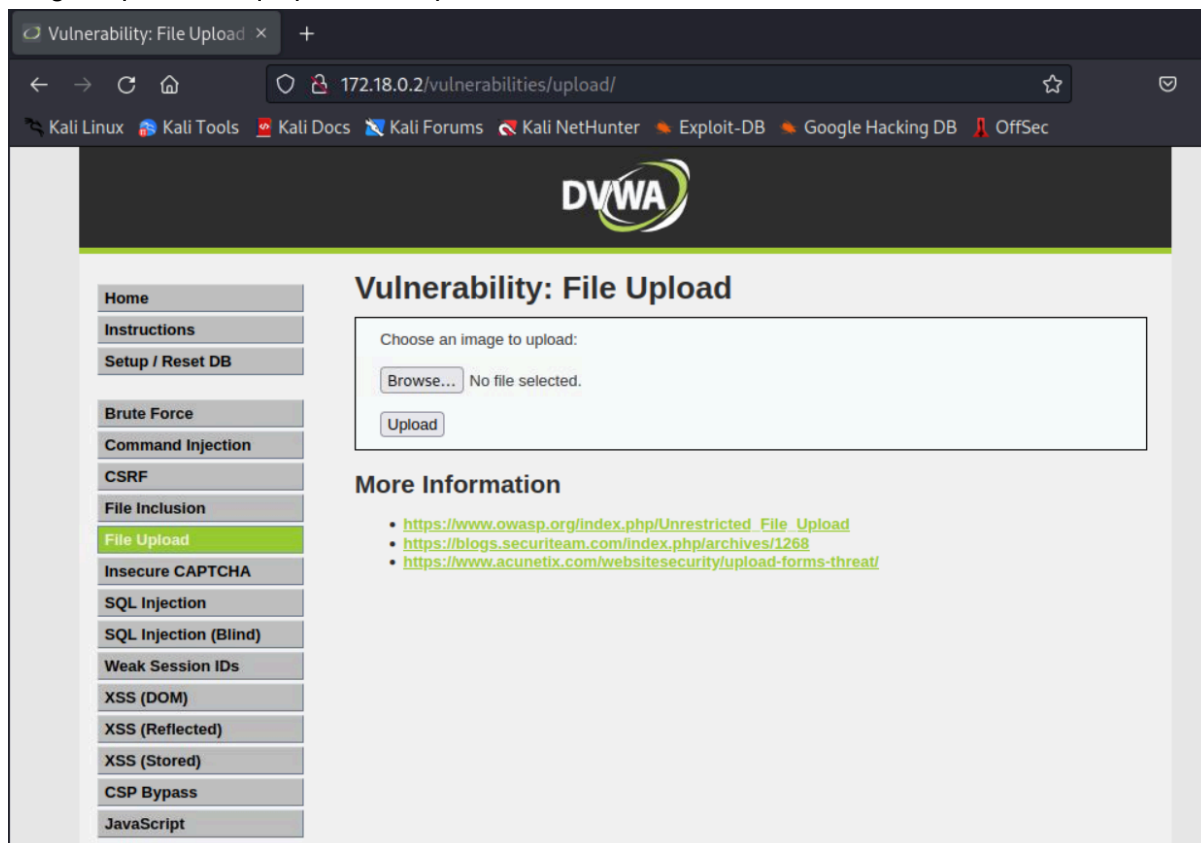 Vulnerability: File Upload
172.18.0.2/vulnerabilities/upload/
Kali Linux Kali Tools Kali Docs Kali Forums Kali NetHunter Exploit-DB Google Hacking DB OffSec
DVWA
Home
Instructions
Setup / Reset DB
Brute Force
Command Injection
CSRF
File Inclusion
File Upload
Insecure CAPTCHA
SQL Injection
SQL Injection (Blind)
Weak Session IDs
XSS (DOM)
XSS (Reflected)
XSS (Stored)
CSP Bypass
JavaScript
Vulnerability: File Upload
Choose an image to upload:
Browse... No file selected.
Upload
More Information
https://www.owasp.org/index.php/Unrestricted_File_Upload
https://blogs.securiteam.com/index.php/archives/1268
https://www.acunetix.com/websitesecurity/upload-forms-threat/